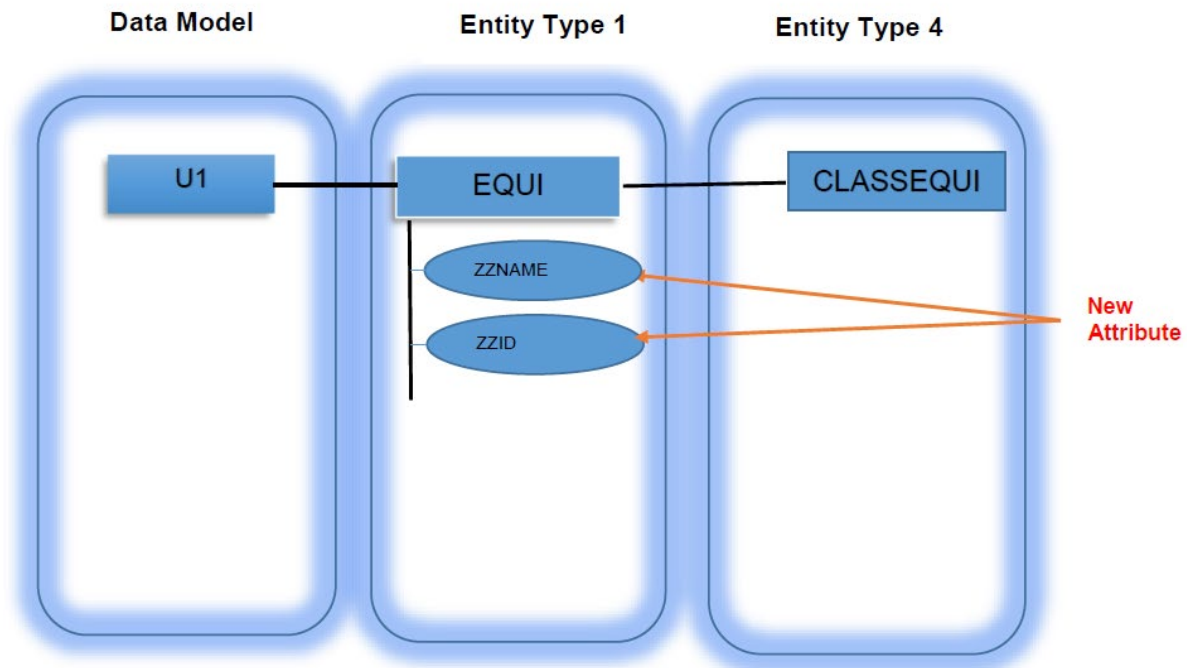 Data Model
Entity Type 1
Entity Type 4
U1
EQUI
CLASSEQUI
ZZNAME
ZZID
New
Attribute